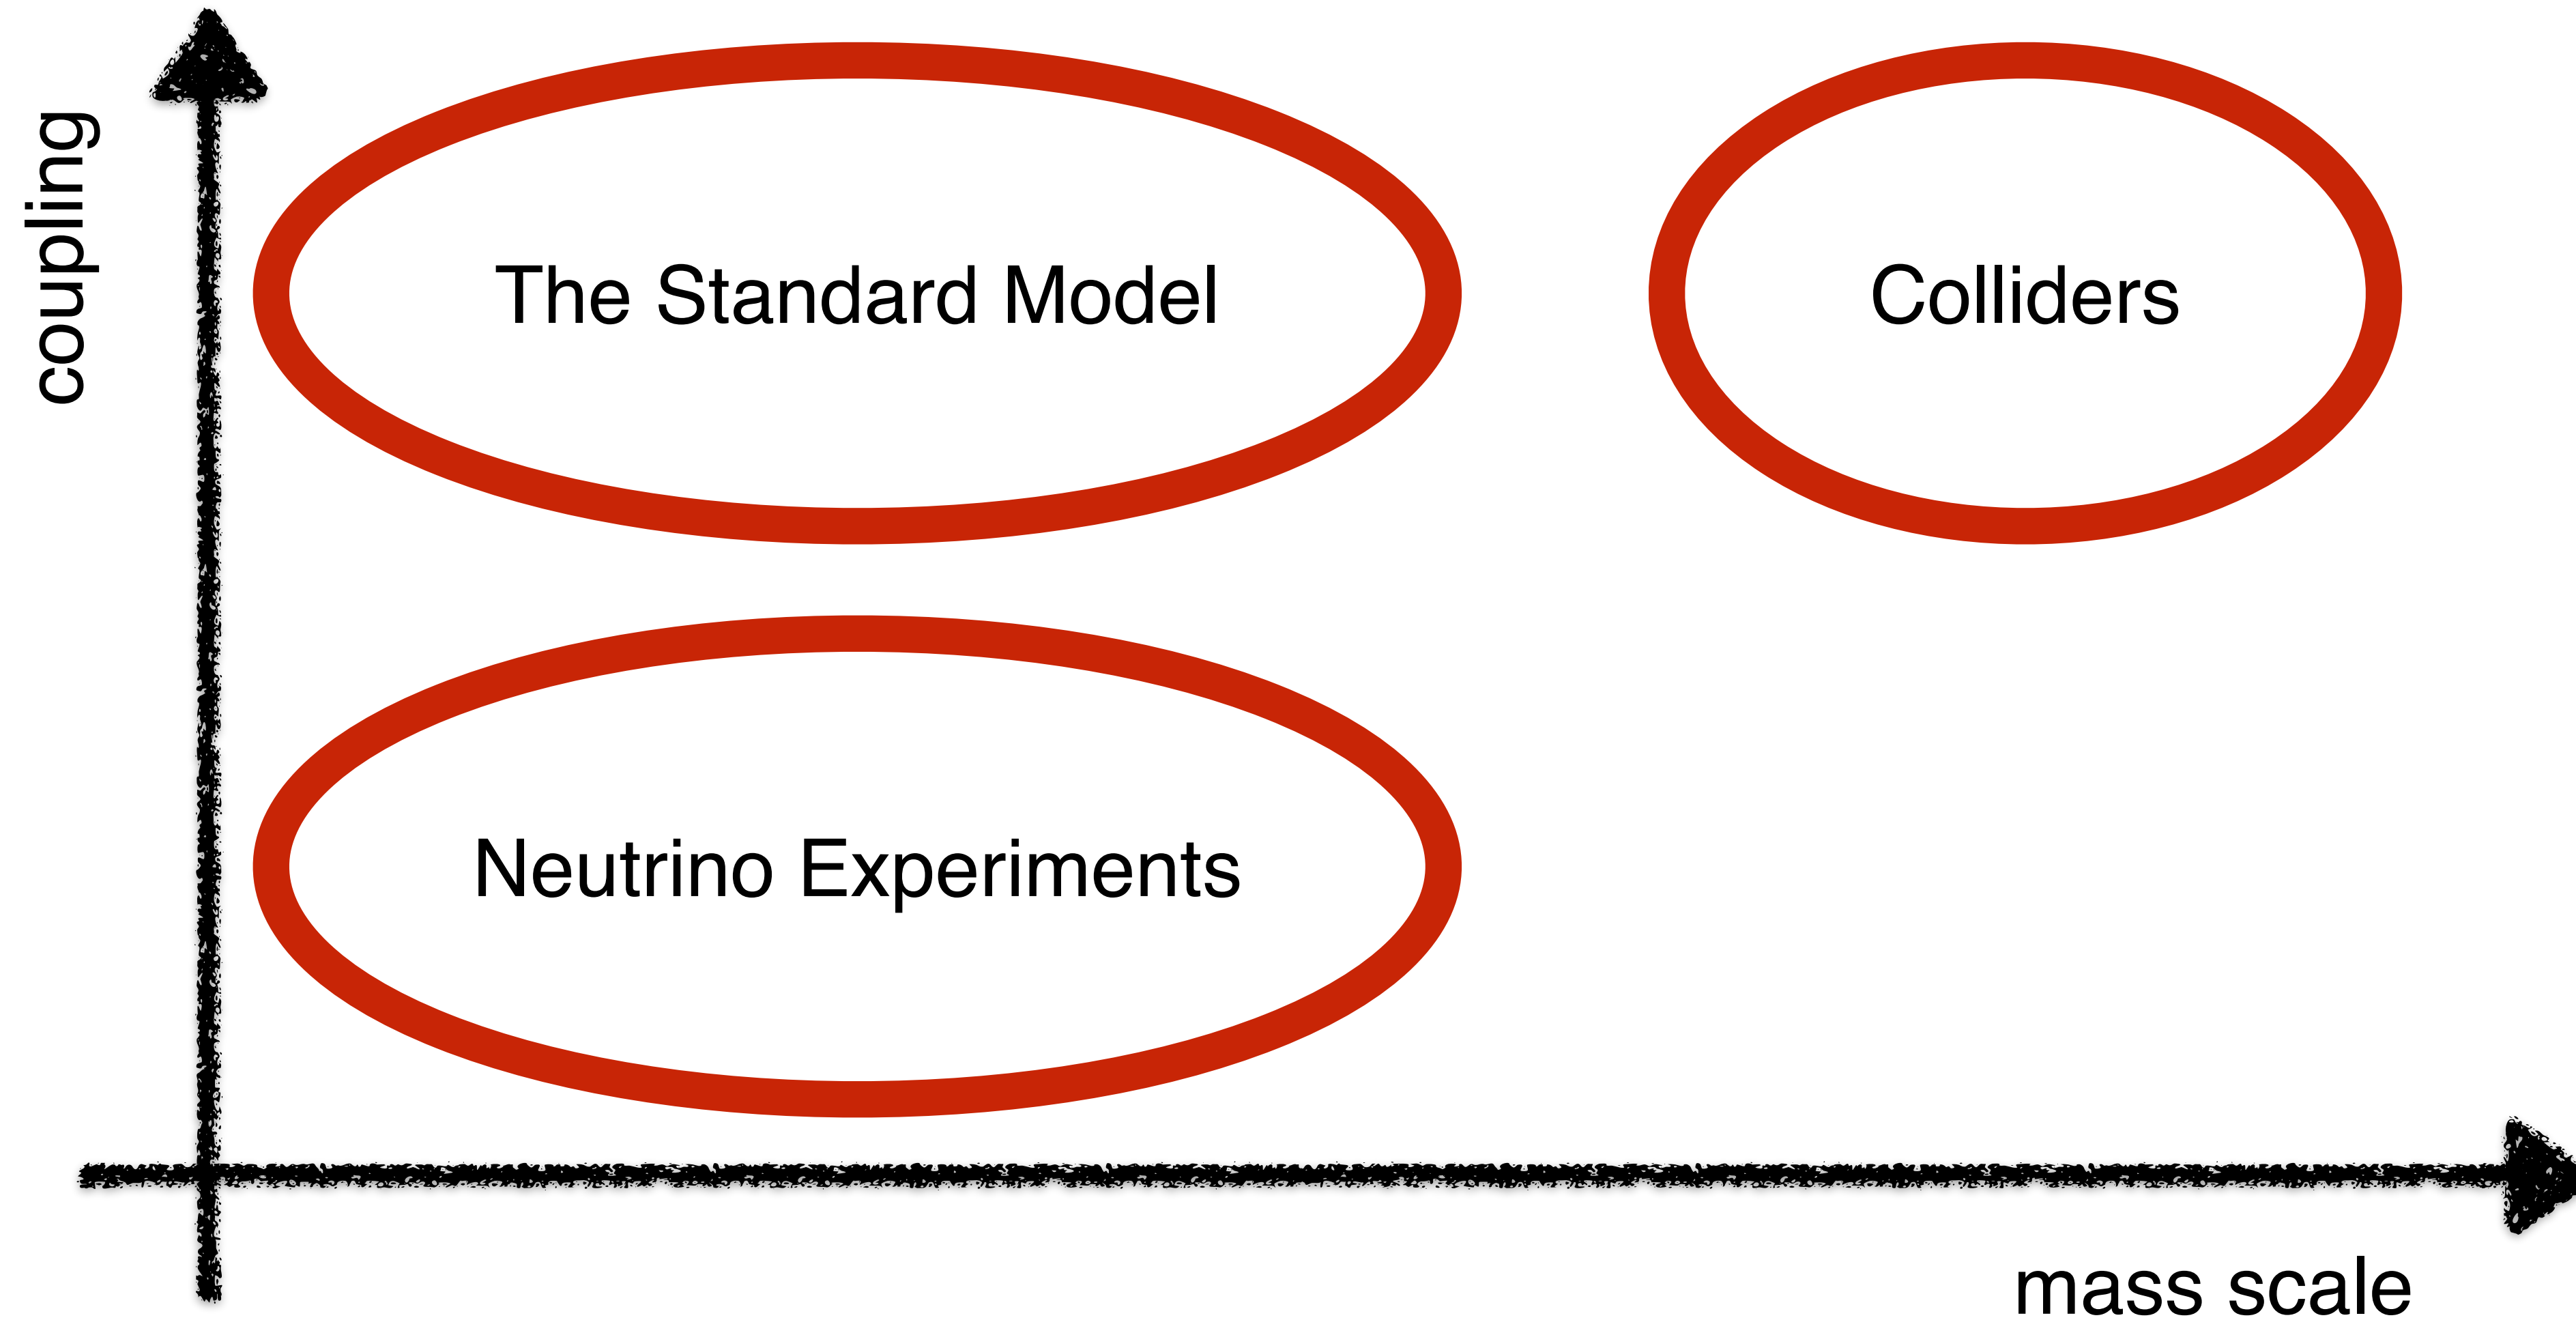 coupling
The Standard Model
Colliders
Neutrino Experiments
mass scale